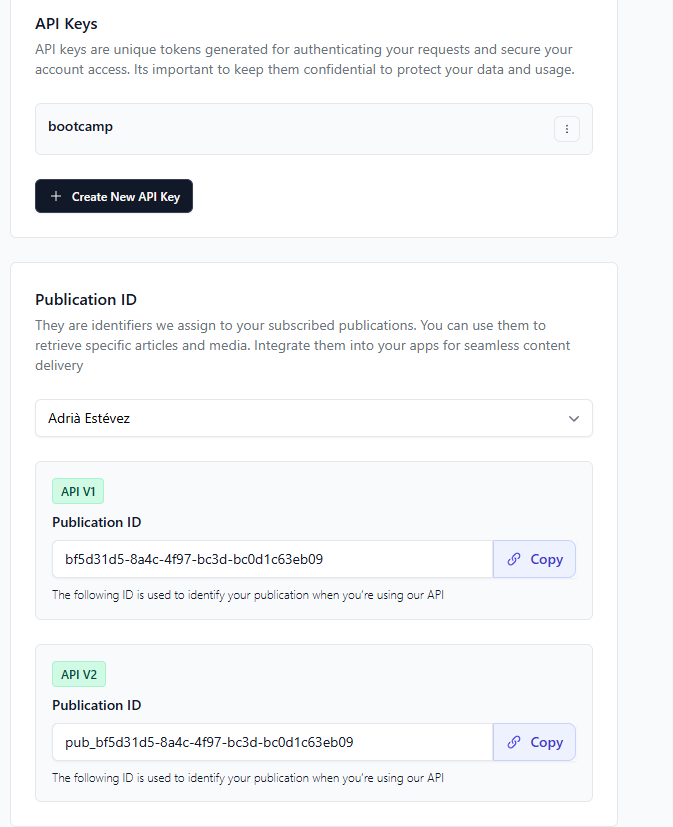 API Keys
API keys are unique tokens generated for authenticating your requests and secure your
account access. Its important to keep them confidential to protect your data and usage.
bootcamp
Create New API Key
Publication ID
They are identifiers we assign to your subscribed publications. You can use them to
retrieve specific articles and media. Integrate them into your apps for seamless content
delivery
Adrià Estévez
API V1
Publication ID
bf5d31d5-8a4c-4f97-bc3d-bc0d1c63eb09
Copy
The following ID is used to identify your publication when you're using our API
API V2
Publication ID
pub_bf5d31d5-8a4c-4f97-bc3d-bc0d1c63eb09
Copy
The following ID is used to identify your publication when you're using our API